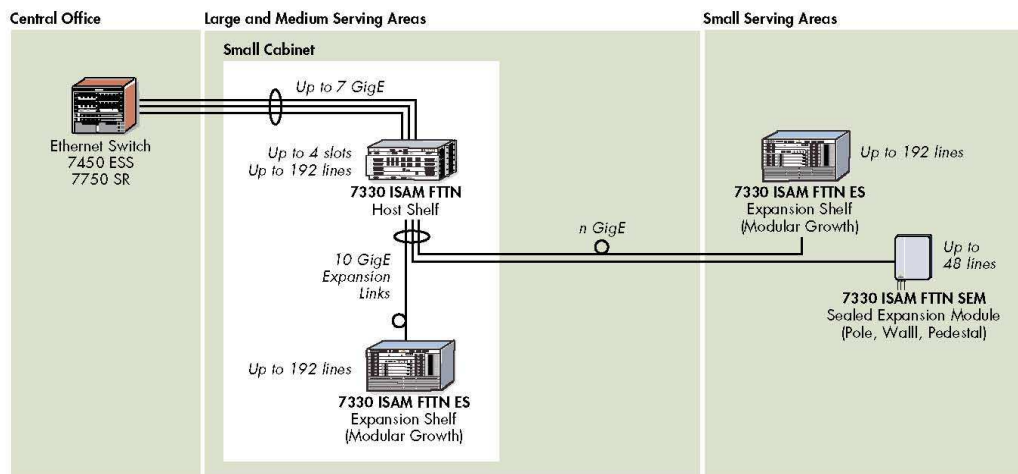 Central Office
Large and Medium Serving Areas
Small Serving Areas
Small Cabinet
Up to 7 GigE
Ethernet Switch
7450 ESS
7750 SR
Up to 4 slots
Up to 192 lines
7330 ISAM FTTN
Host Shelf
Up to 192 lines
7330 ISAM FTTN ES
Expansion Shelf
(Modular Growth)
n GigE
10 GigE
Expansion
Links
Up to
48 lines
7330 ISAM FTTN SEM
Sealed Expansion Module
(Pole, Walll, Pedestal)
Up to 192 lines
7330 ISAM FTTN ES
Expansion Shelf
(Modular Growth)